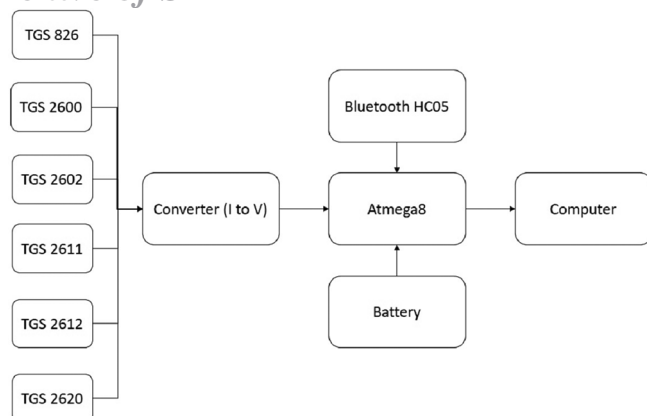 TGS 826
TGS 2600
TGS 2602
TGS 2611
TGS 2612
TGS 2620
Converter (I to V)
Bluetooth HC05
Atmega8
Battery
Computer